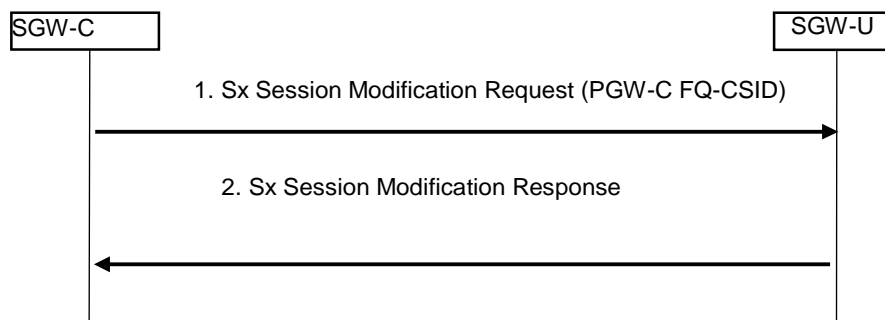 SGW-C
SGW-U
1. Sx Session Modification Request (PGW-C FQ-CSID)
2. Sx Session Modification Response